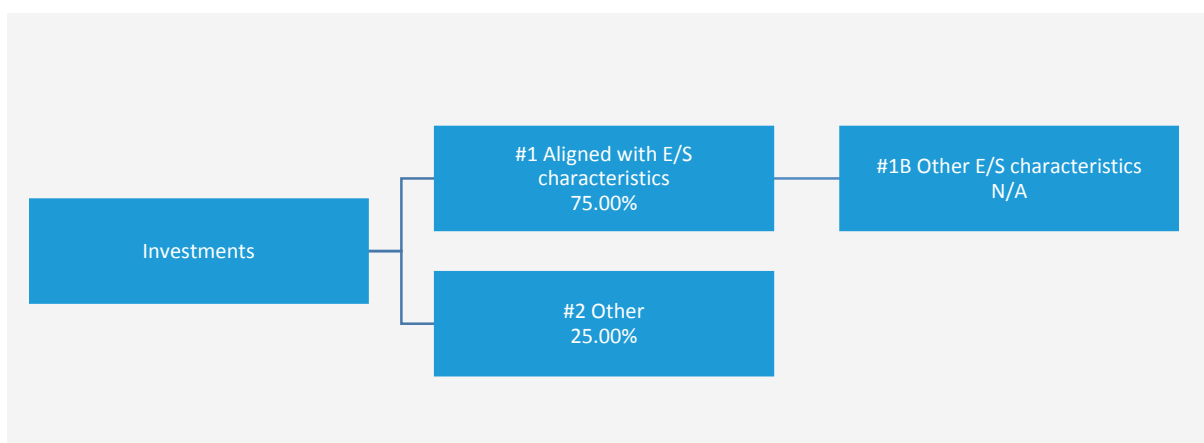 Investments
#1 Aligned with E/S
characteristics
75.00%
#1B Other E/S characteristics
N/A
#2 Other
25.00%